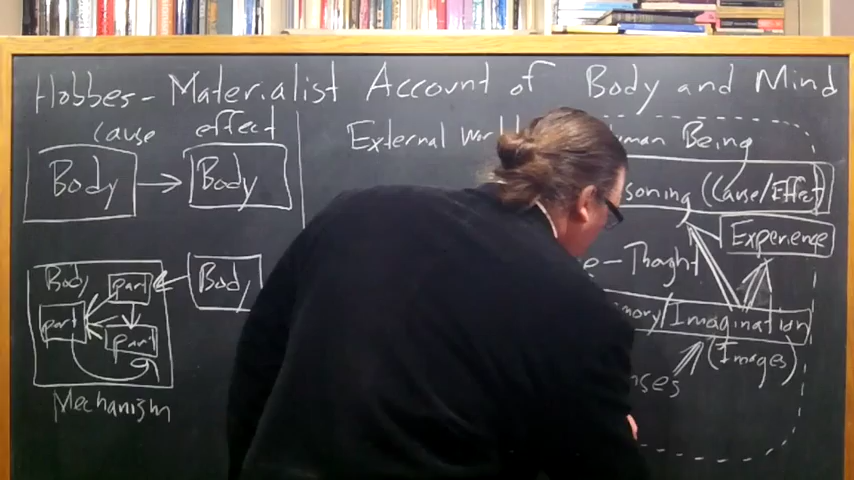 Hobbes - Materialist Account of Body and Mind
cause effect
Body → Body
Body part Body
part
part
Mechanism
External Being
(Cause/Effect)
Experience
Thought
Imagination
(Images)